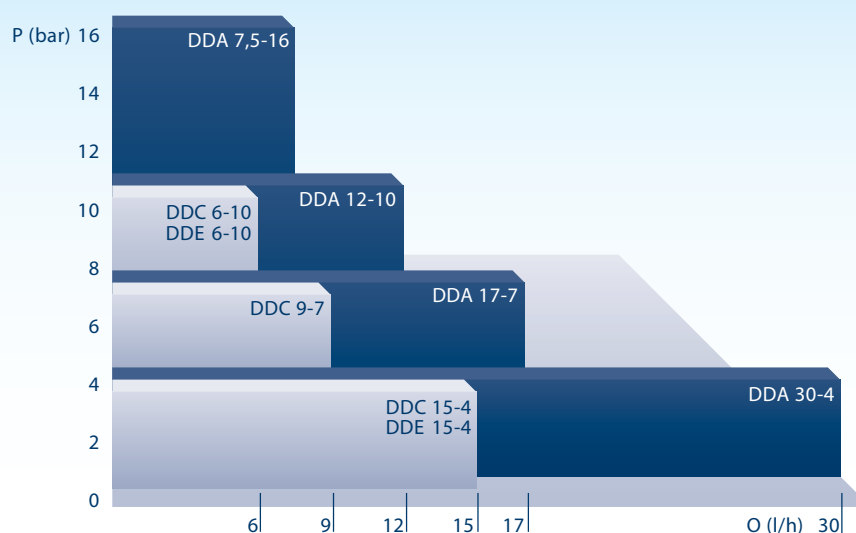 P (bar) 16
DDA 7,5-16
14
12
10
DDA 12-10
DDC 6-10
DDE 6-10
8
DDA 17-7
DDC 9-7
6
4
DDA 30-4
DDC 15-4
DDE 15-4
2
0
6 9 12 15 17 O (l/h) 30